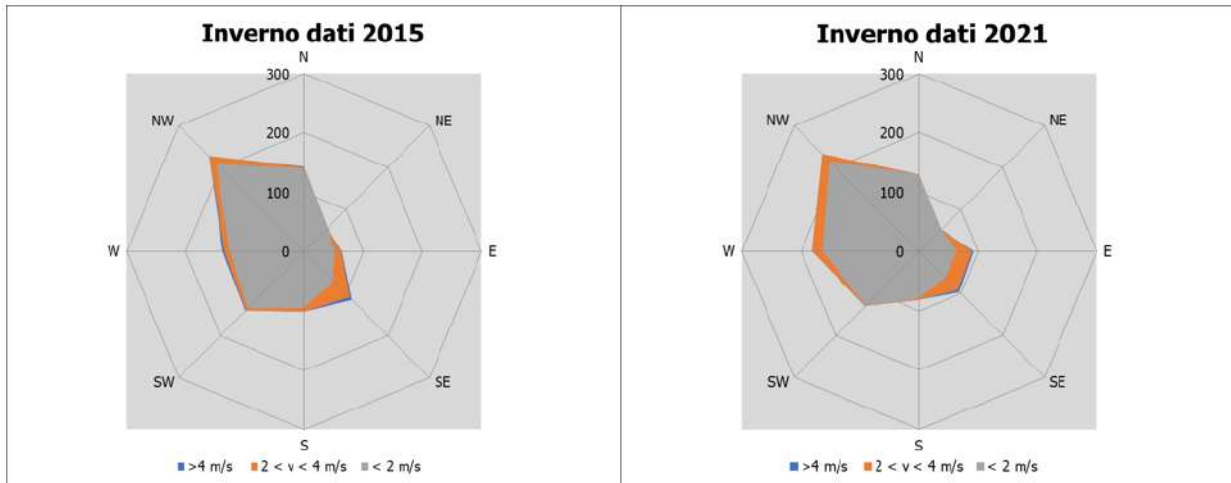 Inverno dati 2015
N
300
NW
NE
200
100
W
0
E
SW
SE
S
>4 m/s 2 < v < 4 m/s < 2 m/s
Inverno dati 2021
N
300
NW
NE
200
100
W
0
E
SW
SE
S
>4 m/s 2 < v < 4 m/s < 2 m/s